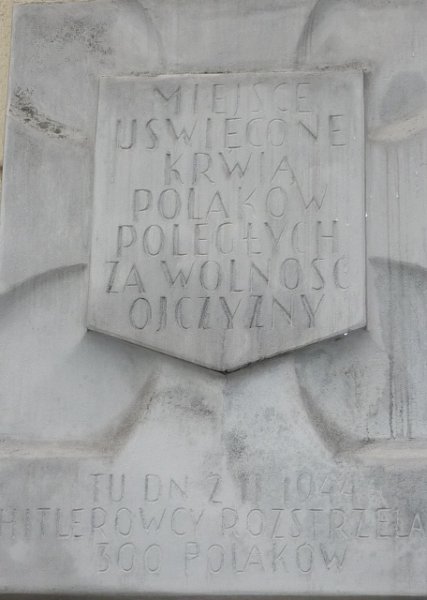 MIEJSCE
UŚWIĘCONE
KRWIĄ
POLAKÓW
POLEGŁYCH
ZA WOLNOŚĆ
OJCZYZNY
TU DN 2 II 1944
HITLEROWCY ROZSTRZELA
300 POLAKÓW